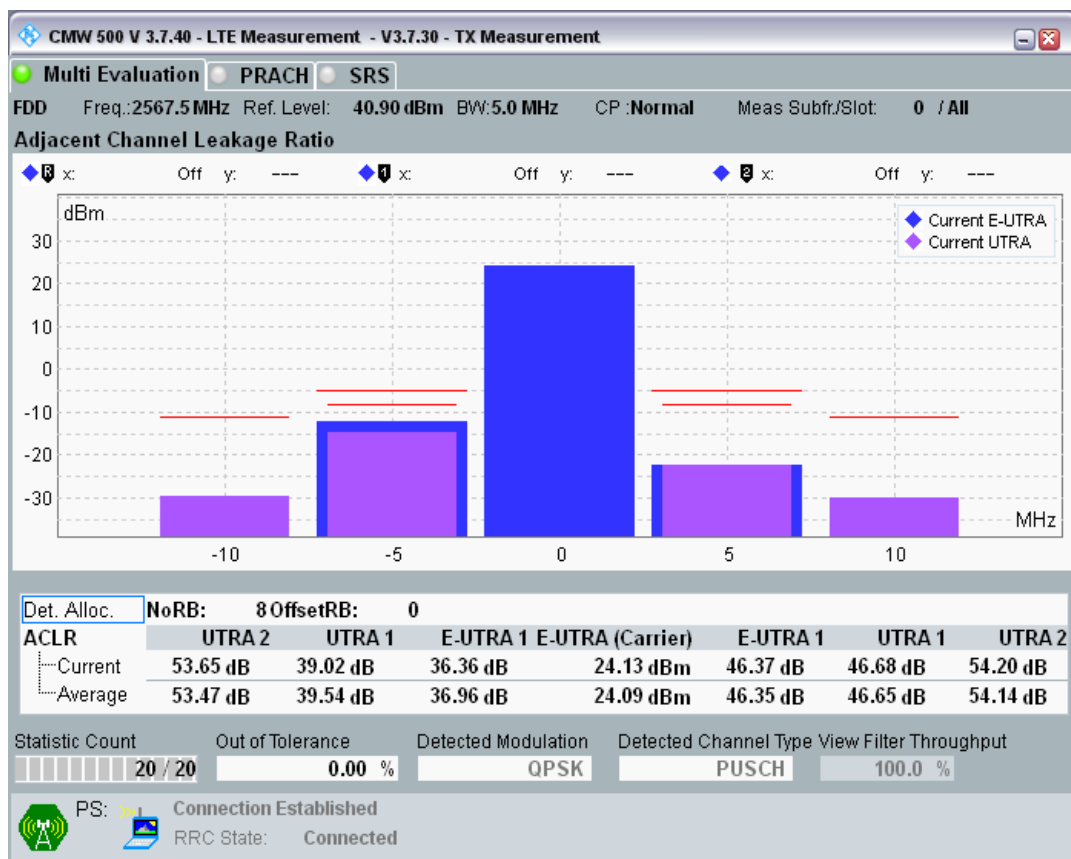 CMW 500 V 3.7.40 - LTE Measurement - V3.7.30 - TX Measurement
Multi Evaluation PRACH SRS
FDD Freq.:2567.5 MHz Ref. Level: 40.90 dBm BW:5.0 MHz CP :Normal Meas Subfr./Slot: 0 / All
Adjacent Channel Leakage Ratio
R x: Off y: --- 1 x: Off y: --- 2 x: Off y: ---
dBm
Current E-UTRA
Current UTRA
30
20
10
0
-10
-20
-30
MHz
-10 -5 0 5 10
Det. Alloc. NoRB: 8 OffsetRB: 0
ACLR UTRA 2 UTRA 1 E-UTRA 1 E-UTRA (Carrier) E-UTRA 1 UTRA 1 UTRA 2
Current 53.65 dB 39.02 dB 36.36 dB 24.13 dBm 46.37 dB 46.68 dB 54.20 dB
Average 53.47 dB 39.54 dB 36.96 dB 24.09 dBm 46.35 dB 46.65 dB 54.14 dB
Statistic Count Out of Tolerance Detected Modulation Detected Channel Type View Filter Throughput
20 / 20 0.00 % QPSK PUSCH 100.0 %
PS: Connection Established
RRC State: Connected